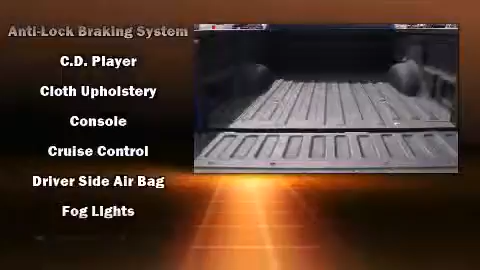 Anti-Lock Braking System
C.D. Player
Cloth Upholstery
Console
Cruise Control
Driver Side Air Bag
Fog Lights